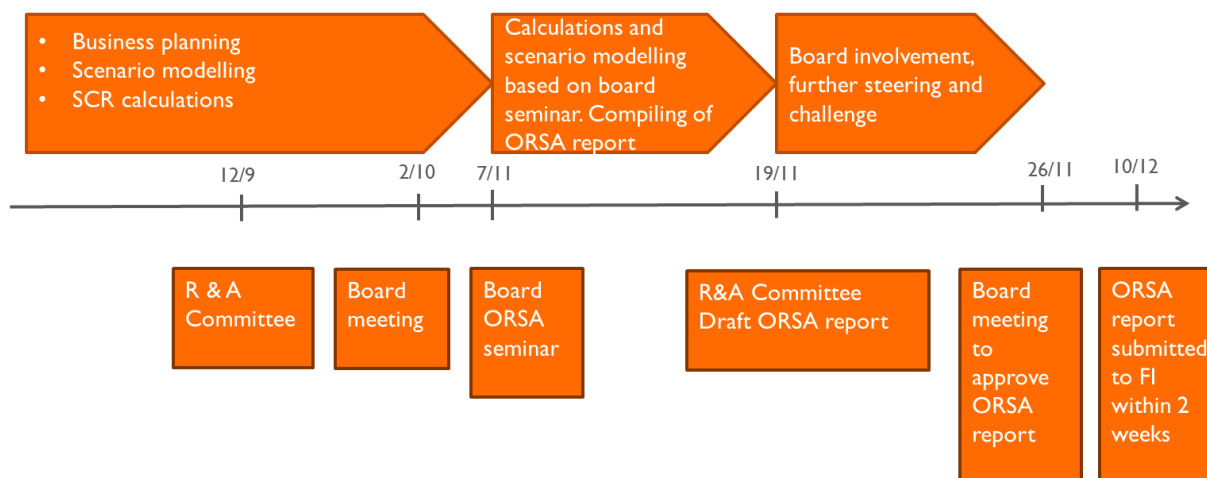 • Business planning
• Scenario modelling
• SCR calculations
Calculations and
scenario modelling
based on board
seminar. Compiling of
ORSA report
Board involvement,
further steering and
challenge
12/9
2/10
7/11
19/11
26/11
10/12
R & A
Committee
Board
meeting
Board
ORSA
seminar
R&A Committee
Draft ORSA report
Board
meeting
to
approve
ORSA
report
ORSA
report
submitted
to FI
within 2
weeks